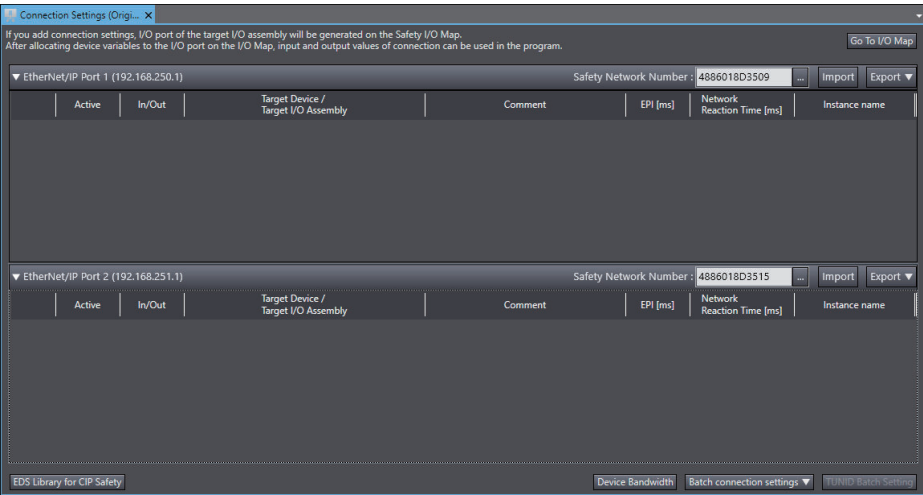 Connection Settings (Origi... X
If you add connection settings, I/O port of the target I/O assembly will be generated on the Safety I/O Map.
After allocating device variables to the I/O port on the I/O Map, input and output values of connection can be used in the program.
Go To I/O Map
▼ EtherNet/IP Port 1 (192.168.250.1) Safety Network Number : 4886018D3509 ... Import Export ▼
Active In/Out Target Device / Comment EPI [ms] Network Instance name
Target I/O Assembly Reaction Time [ms]
▼ EtherNet/IP Port 2 (192.168.251.1) Safety Network Number : 4886018D3515 ... Import Export ▼
Active In/Out Target Device / Comment EPI [ms] Network Instance name
Target I/O Assembly Reaction Time [ms]
EDS Library for CIP Safety Device Bandwidth Batch connection settings ▼ TUNID Batch Setting